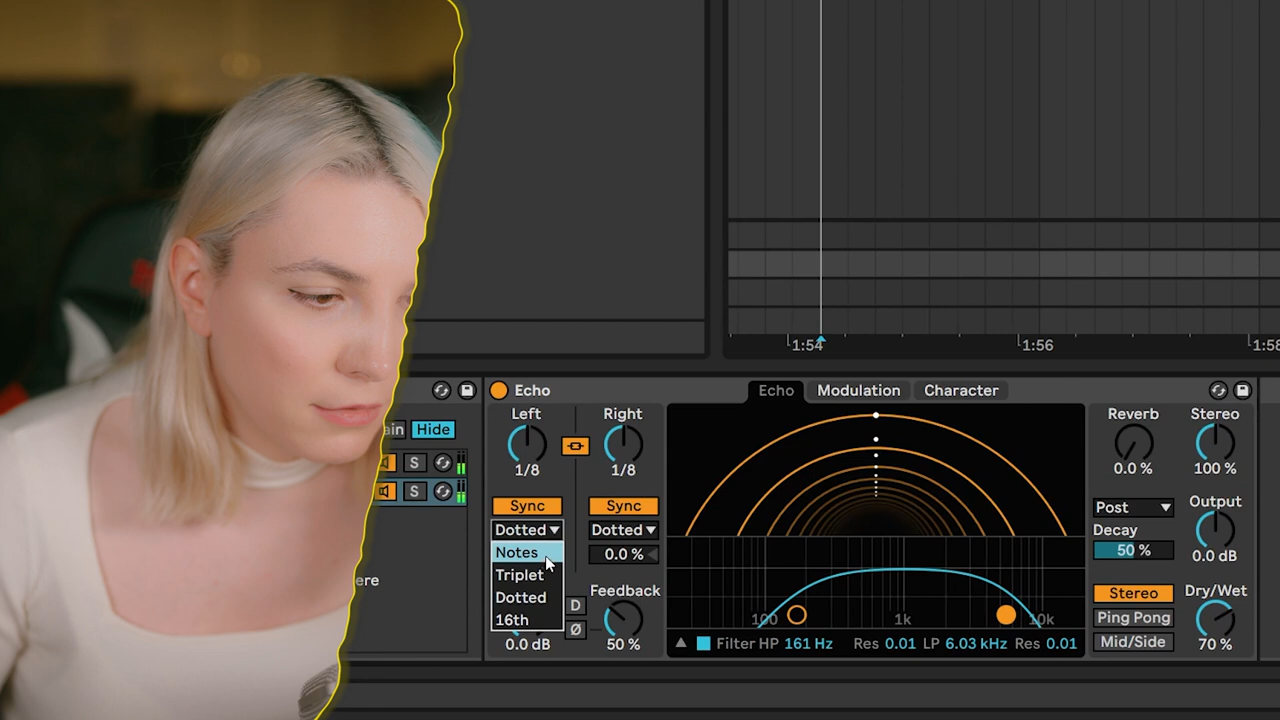 1:54
1:56
1:58
Echo
Echo
Modulation
Character
ain
Hide
S
S
ere
Left
Right
1/8
1/8
Sync
Sync
Dotted
Dotted
Notes
Triplet
Dotted
16th
0.0 %
D
Ø
Feedback
0.0 dB
50 %
100
1k
10k
Filter HP 161 Hz Res 0.01 LP 6.03 kHz Res 0.01
Reverb
Stereo
0.0 %
100 %
Post
Output
Decay
50 %
0.0 dB
Stereo
Dry/Wet
Ping Pong
Mid/Side
70 %